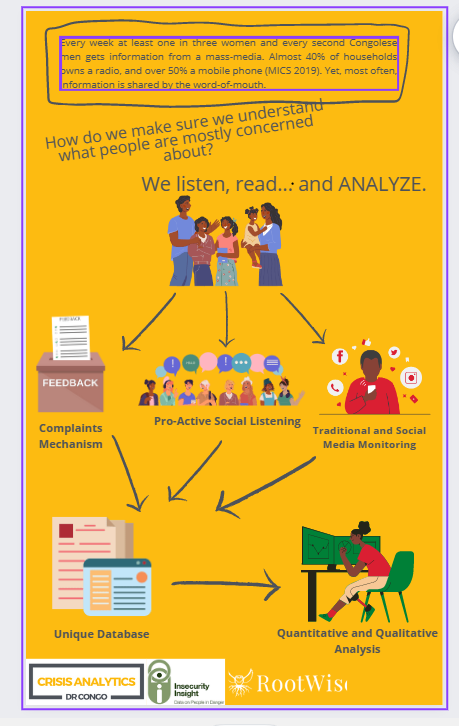 Every week at least one in three women and every second Congolese
men gets information from a mass-media. Almost 40% of households
owns a radio, and over 50% a mobile phone (MICS 2019). Yet, most often,
information is shared by the word-of-mouth.
How do we make sure we understand
what people are mostly concerned
about?
We listen, read... and ANALYZE.
FEEDBACK
FEEDBACK
Complaints
Mechanism
Pro-Active Social Listening
Traditional and Social
Media Monitoring
Unique Database
Quantitative and Qualitative
Analysis
CRISIS ANALYTICS
DR CONGO
Insecurity
Insight
Data on People in Danger
RootWis